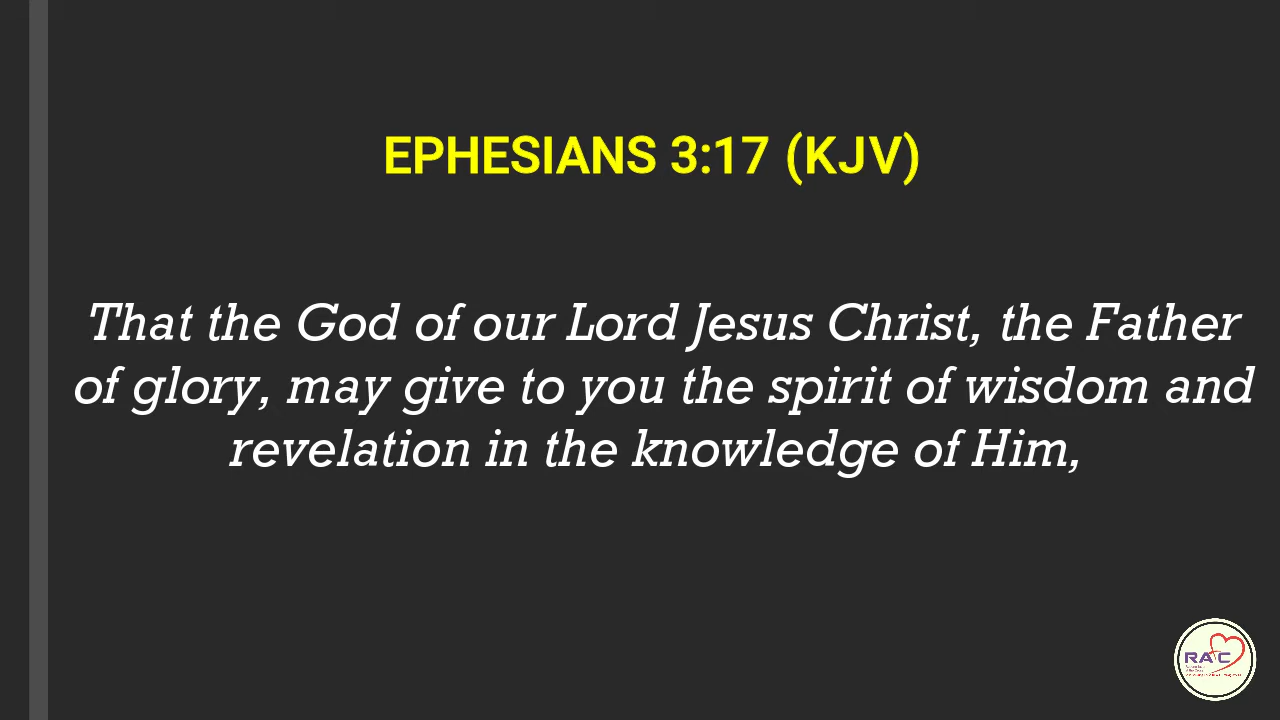 EPHESIANS 3:17 (KJV)
That the God of our Lord Jesus Christ, the Father
of glory, may give to you the spirit of wisdom and
revelation in the knowledge of Him,
RAFC